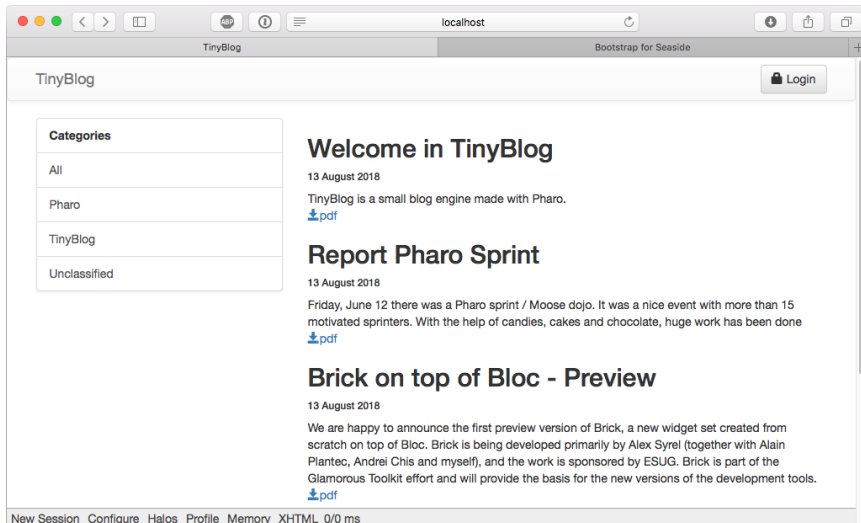 ABP
localhost
TinyBlog
Bootstrap for Seaside
TinyBlog
Login
Categories
All
Pharo
TinyBlog
Unclassified
Welcome in TinyBlog
13 August 2018
TinyBlog is a small blog engine made with Pharo.
pdf
Report Pharo Sprint
13 August 2018
Friday, June 12 there was a Pharo sprint / Moose dojo. It was a nice event with more than 15
motivated sprinters. With the help of candies, cakes and chocolate, huge work has been done
pdf
Brick on top of Bloc - Preview
13 August 2018
We are happy to announce the first preview version of Brick, a new widget set created from
scratch on top of Bloc. Brick is being developed primarily by Alex Syrel (together with Alain
Plantec, Andrei Chis and myself), and the work is sponsored by ESUG. Brick is part of the
Glamorous Toolkit effort and will provide the basis for the new versions of the development tools.
pdf
New Session Configure Halos Profile Memory XHTML 0/0 ms